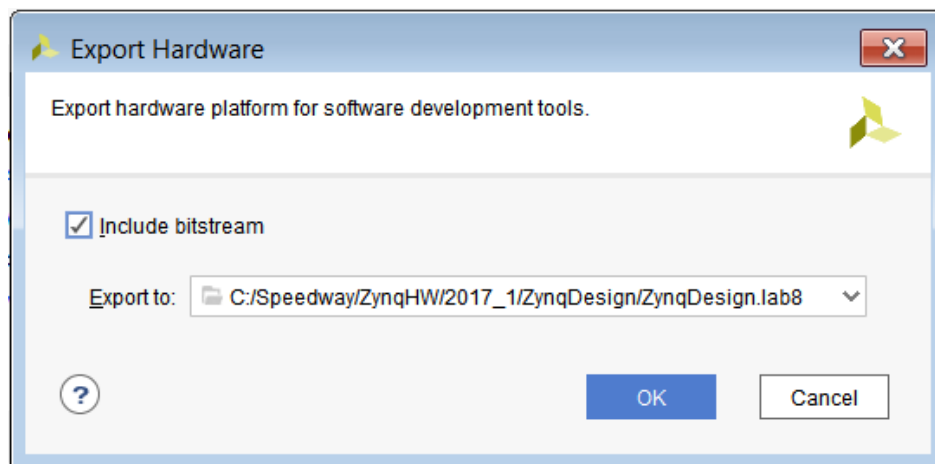 Export Hardware
Export hardware platform for software development tools.
Include bitstream
Export to: C:/Speedway/ZynqHW/2017_1/ZynqDesign/ZynqDesign.lab8
? OK Cancel